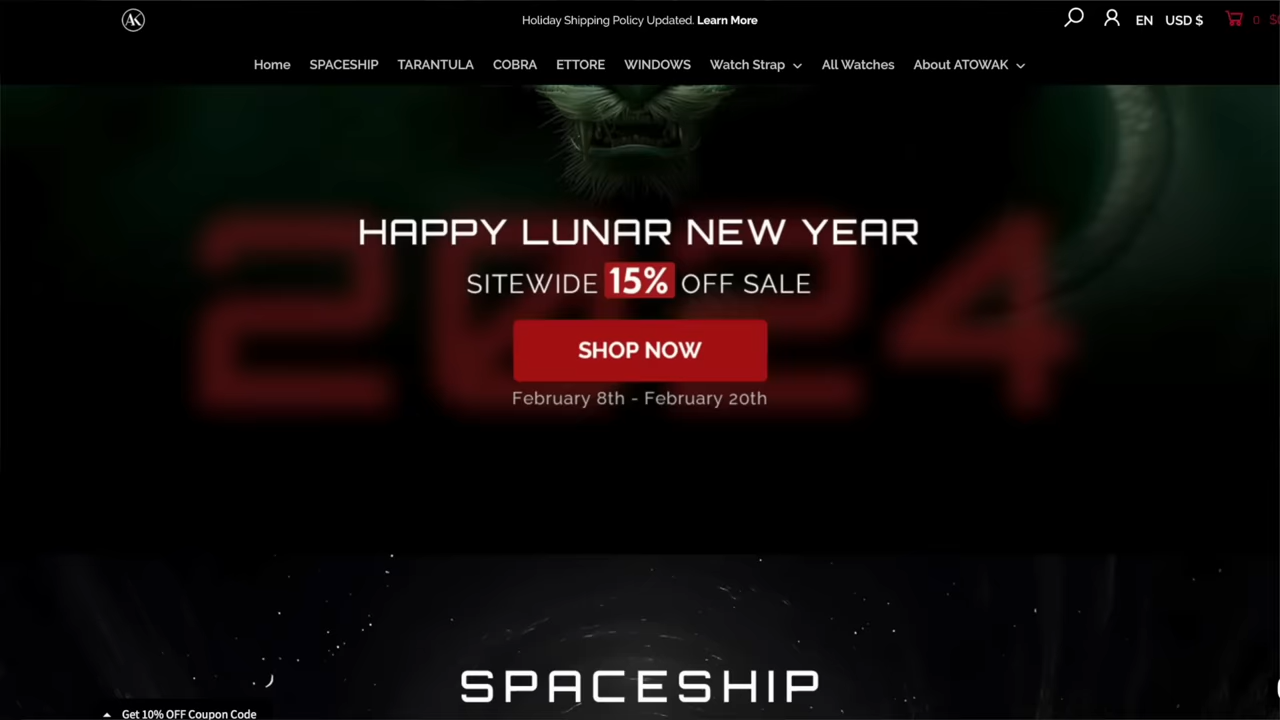 AK
Holiday Shipping Policy Updated. Learn More
EN USD $ 0
Home SPACESHIP TARANTULA COBRA ETTORE WINDOWS Watch Strap All Watches About ATOWAK
2024
HAPPY LUNAR NEW YEAR
SITEWIDE 15% OFF SALE
SHOP NOW
February 8th - February 20th
SPACESHIP
Get 10% OFF Coupon Code